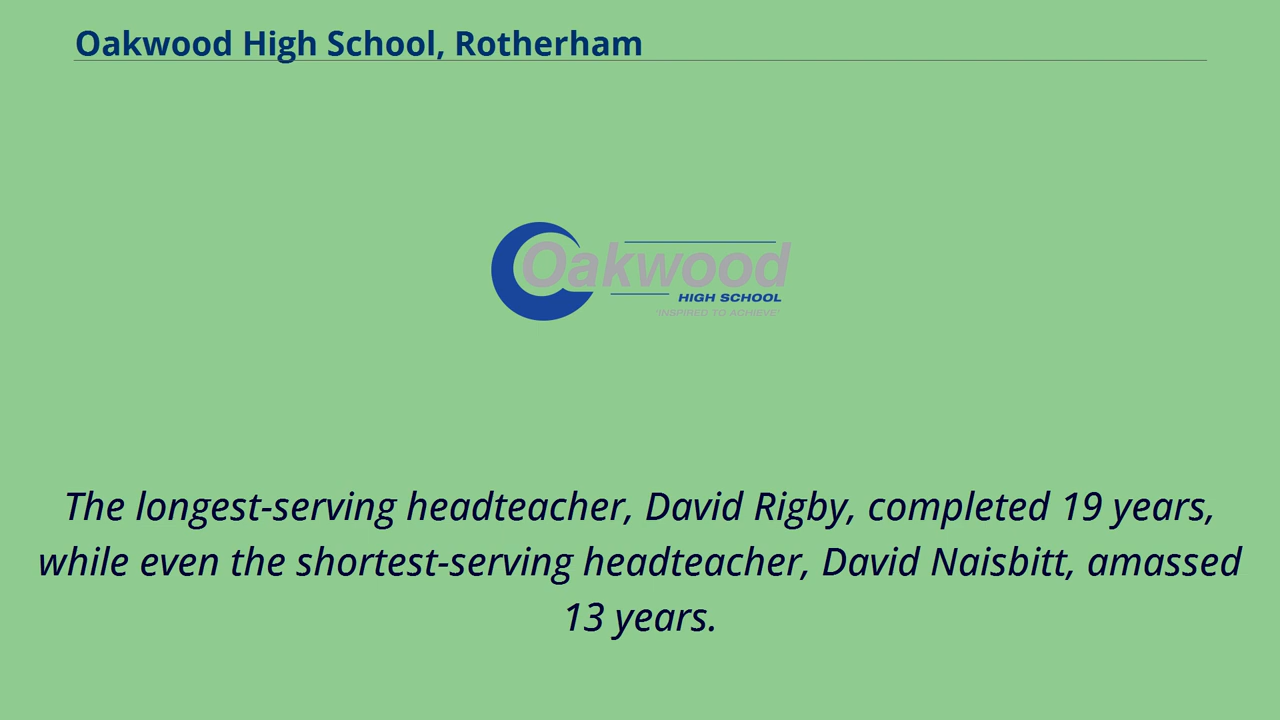 Oakwood High School, Rotherham
Oakwood
HIGH SCHOOL
'INSPIRED TO ACHIEVE'
The longest-serving headteacher, David Rigby, completed 19 years,
while even the shortest-serving headteacher, David Naisbitt, amassed
13 years.